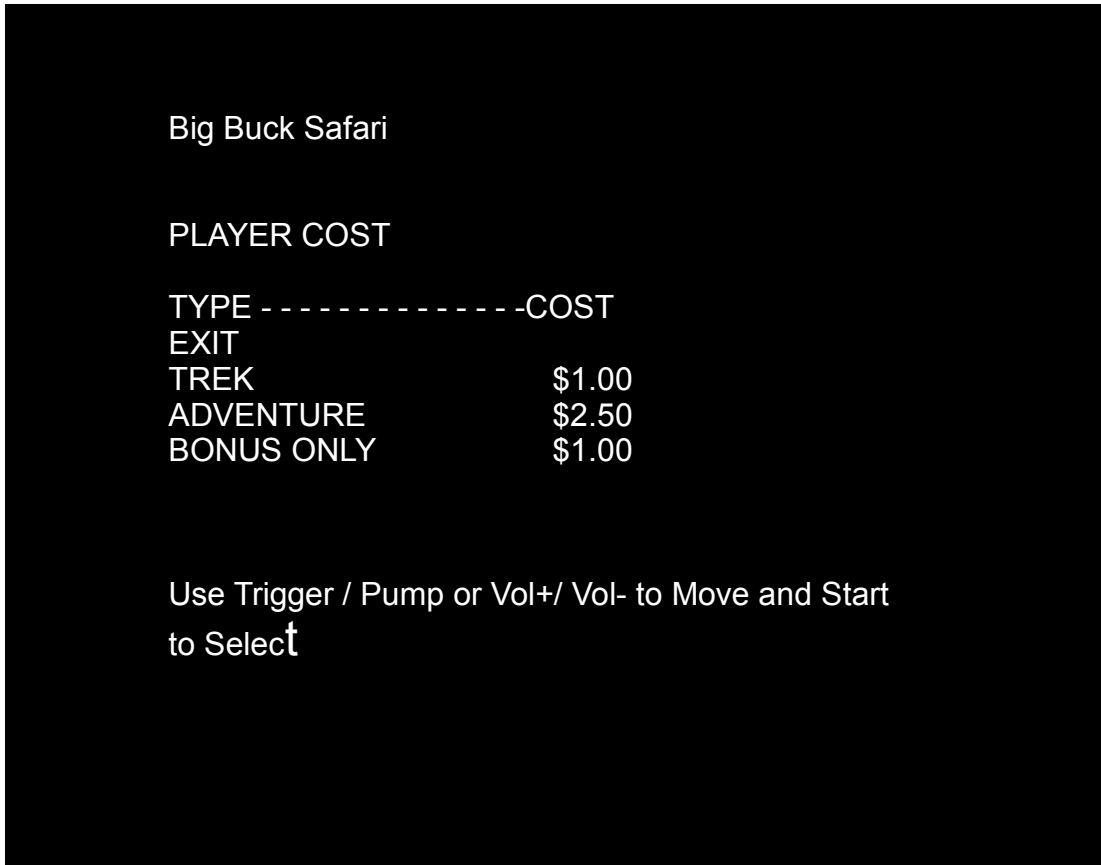 Big Buck Safari
PLAYER COST
TYPE - - - - - - - - - - - - - -COST
EXIT
TREK $1.00
ADVENTURE $2.50
BONUS ONLY $1.00
Use Trigger / Pump or Vol+/ Vol- to Move and Start
to Select